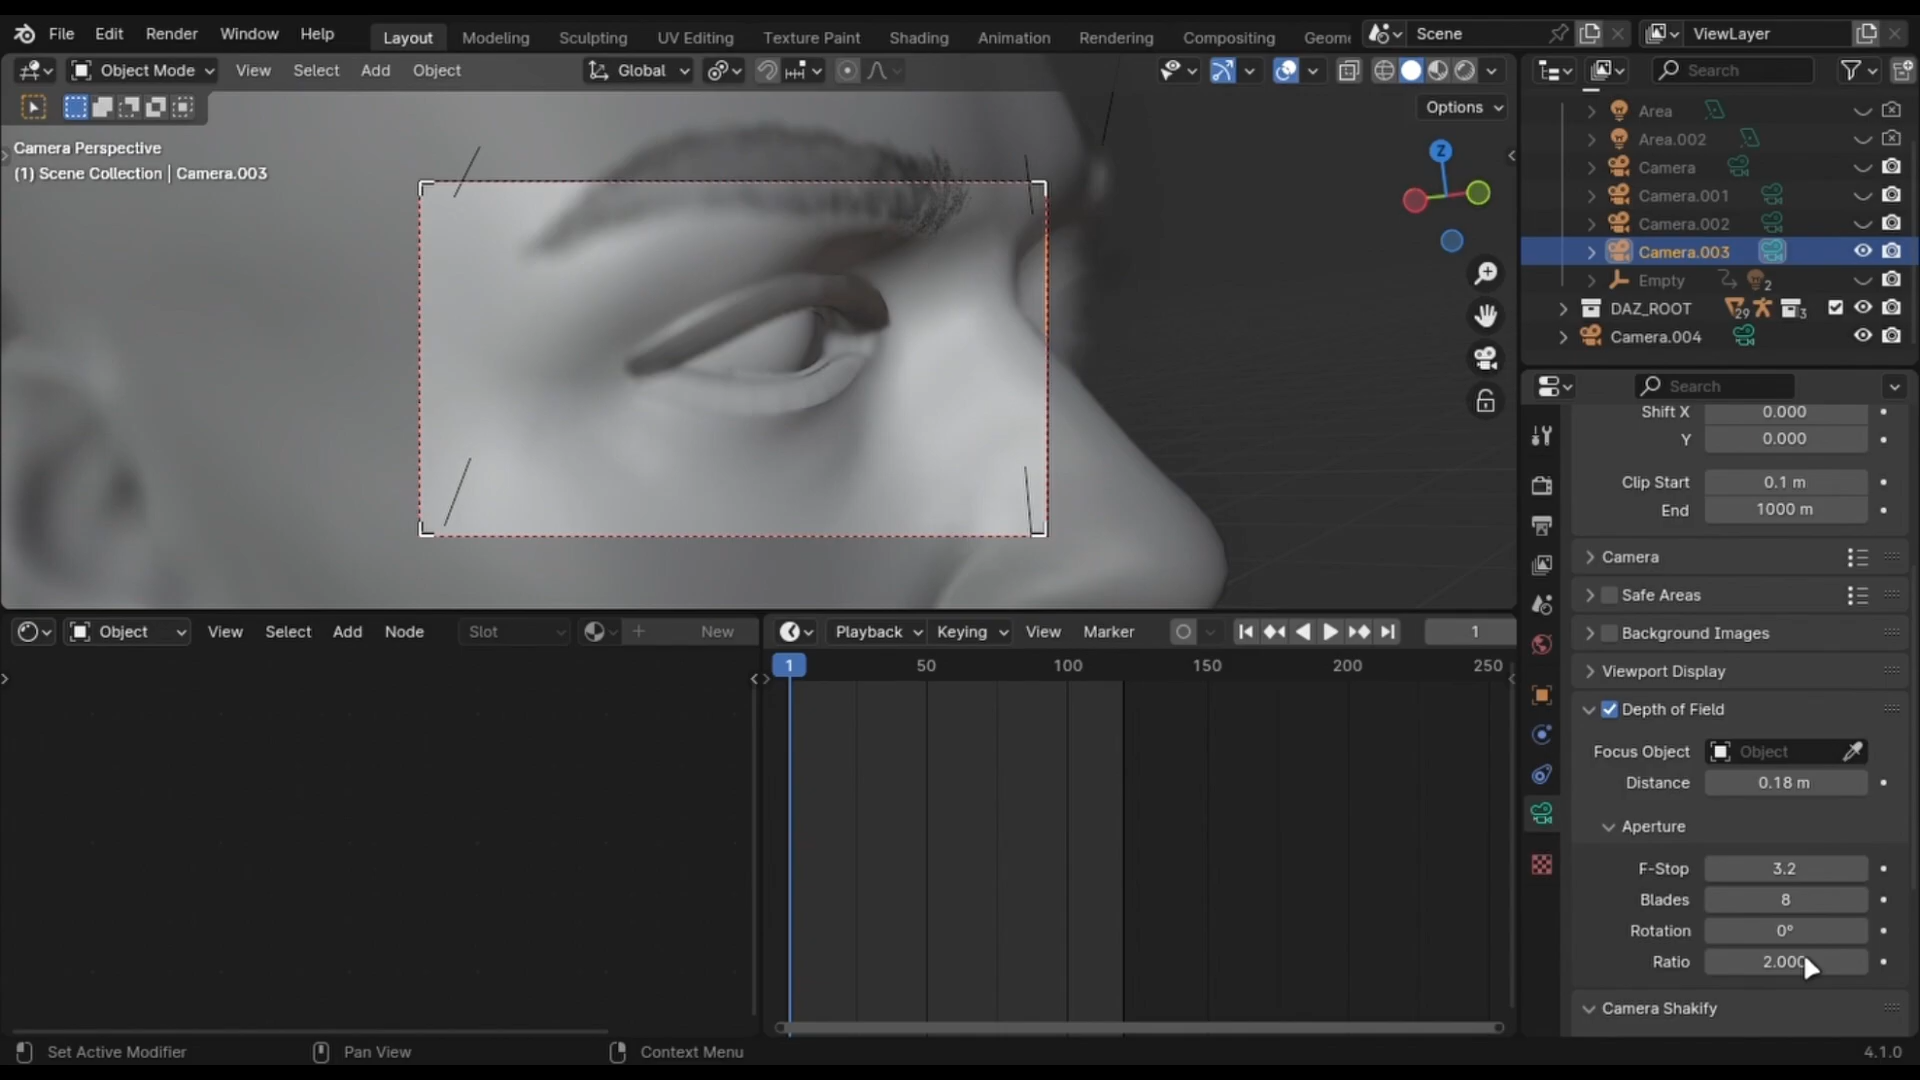 File Edit Render Window Help Layout Modeling Sculpting UV Editing Texture Paint Shading Animation Rendering Compositing Geome Scene ViewLayer
Object Mode View Select Add Object Global Search
Options
Camera Perspective
(1) Scene Collection | Camera.003
Z
Area
Area.002
Camera
Camera.001
Camera.002
Camera.003
Empty 2
DAZ_ROOT 29 3
Camera.004
Search
Shift X 0.000
Y 0.000
Clip Start 0.1 m
End 1000 m
Camera
Safe Areas
Background Images
Viewport Display
Depth of Field
Focus Object Object
Distance 0.18 m
Aperture
F-Stop 3.2
Blades 8
Rotation 0°
Ratio 2.000
Camera Shakify
Object View Select Add Node Slot New
Playback Keying View Marker 1
1 50 100 150 200 250
Set Active Modifier Pan View Context Menu 4.1.0